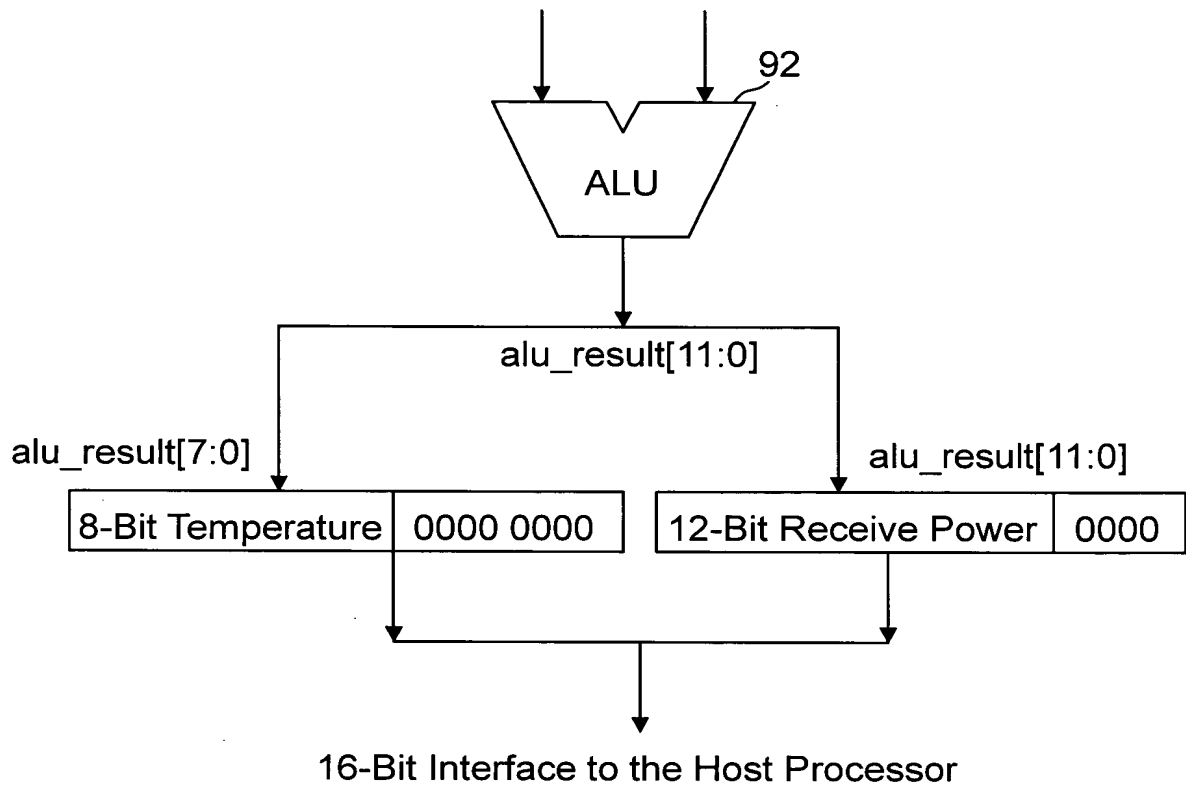 92
ALU
alu_result[11:0]
alu_result[7:0]
alu_result[11:0]
8-Bit Temperature 0000 0000
12-Bit Receive Power 0000
16-Bit Interface to the Host Processor